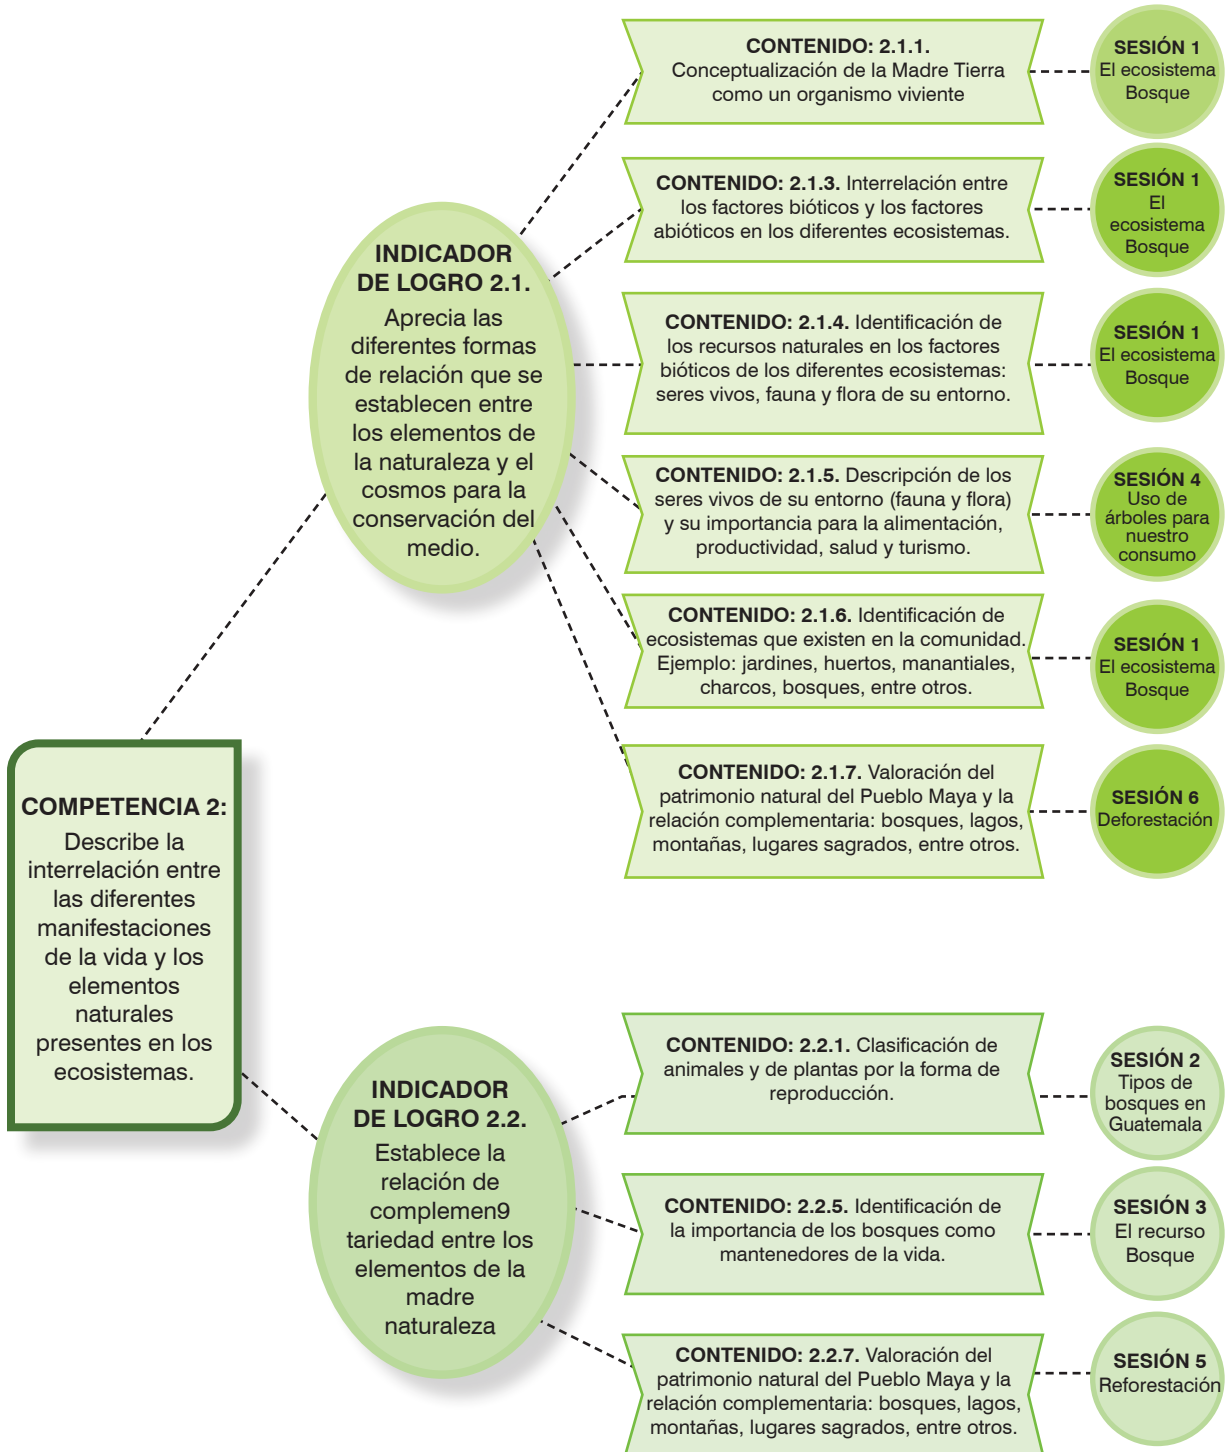 COMPETENCIA 2:
Describe la
interrelación entre
las diferentes
manifestaciones
de la vida y los
elementos
naturales
presentes en los
ecosistemas.
INDICADOR
DE LOGRO 2.1.
Aprecia las
diferentes formas
de relación que se
establecen entre
los elementos de
la naturaleza y el
cosmos para la
conservación del
medio.
CONTENIDO: 2.1.1.
Conceptualización de la Madre Tierra
como un organismo viviente
SESIÓN 1
El ecosistema
Bosque
CONTENIDO: 2.1.3. Interrelación entre
los factores bióticos y los factores
abióticos en los diferentes ecosistemas.
SESIÓN 1
El
ecosistema
Bosque
CONTENIDO: 2.1.4. Identificación de
los recursos naturales en los factores
bióticos de los diferentes ecosistemas:
seres vivos, fauna y flora de su entorno.
SESIÓN 1
El ecosistema
Bosque
CONTENIDO: 2.1.5. Descripción de los
seres vivos de su entorno (fauna y flora)
y su importancia para la alimentación,
productividad, salud y turismo.
SESIÓN 4
Uso de
árboles para
nuestro
consumo
CONTENIDO: 2.1.6. Identificación de
ecosistemas que existen en la comunidad.
Ejemplo: jardines, huertos, manantiales,
charcos, bosques, entre otros.
SESIÓN 1
El ecosistema
Bosque
CONTENIDO: 2.1.7. Valoración del
patrimonio natural del Pueblo Maya y la
relación complementaria: bosques, lagos,
montañas, lugares sagrados, entre otros.
SESIÓN 6
Deforestación
INDICADOR
DE LOGRO 2.2.
Establece la
relación de
complemen9
tariedad entre los
elementos de la
madre
naturaleza
CONTENIDO: 2.2.1. Clasificación de
animales y de plantas por la forma de
reproducción.
SESIÓN 2
Tipos de
bosques en
Guatemala
CONTENIDO: 2.2.5. Identificación de
la importancia de los bosques como
mantenedores de la vida.
SESIÓN 3
El recurso
Bosque
CONTENIDO: 2.2.7. Valoración del
patrimonio natural del Pueblo Maya y la
relación complementaria: bosques, lagos,
montañas, lugares sagrados, entre otros.
SESIÓN 5
Reforestación